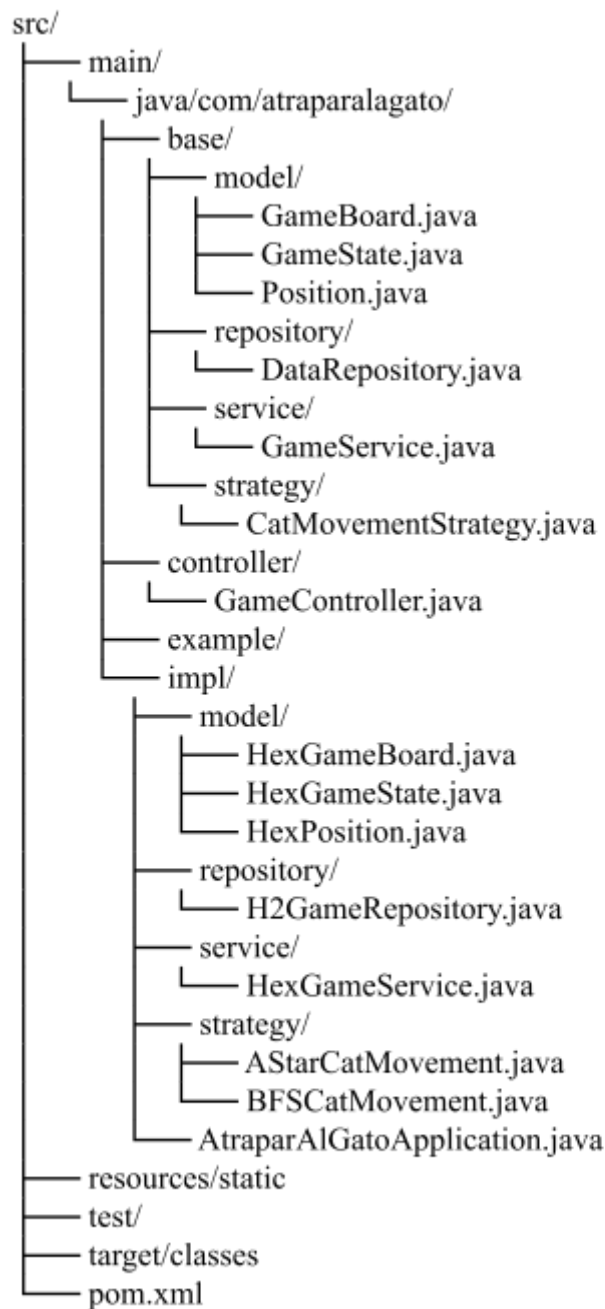 src/
main/
java/com/atraparalagato/
base/
model/
GameBoard.java
GameState.java
Position.java
repository/
DataRepository.java
service/
GameService.java
strategy/
CatMovementStrategy.java
controller/
GameController.java
example/
impl/
model/
HexGameBoard.java
HexGameState.java
HexPosition.java
repository/
H2GameRepository.java
service/
HexGameService.java
strategy/
AStarCatMovement.java
BFSCatMovement.java
AtraparAlGatoApplication.java
resources/static
test/
target/classes
pom.xml